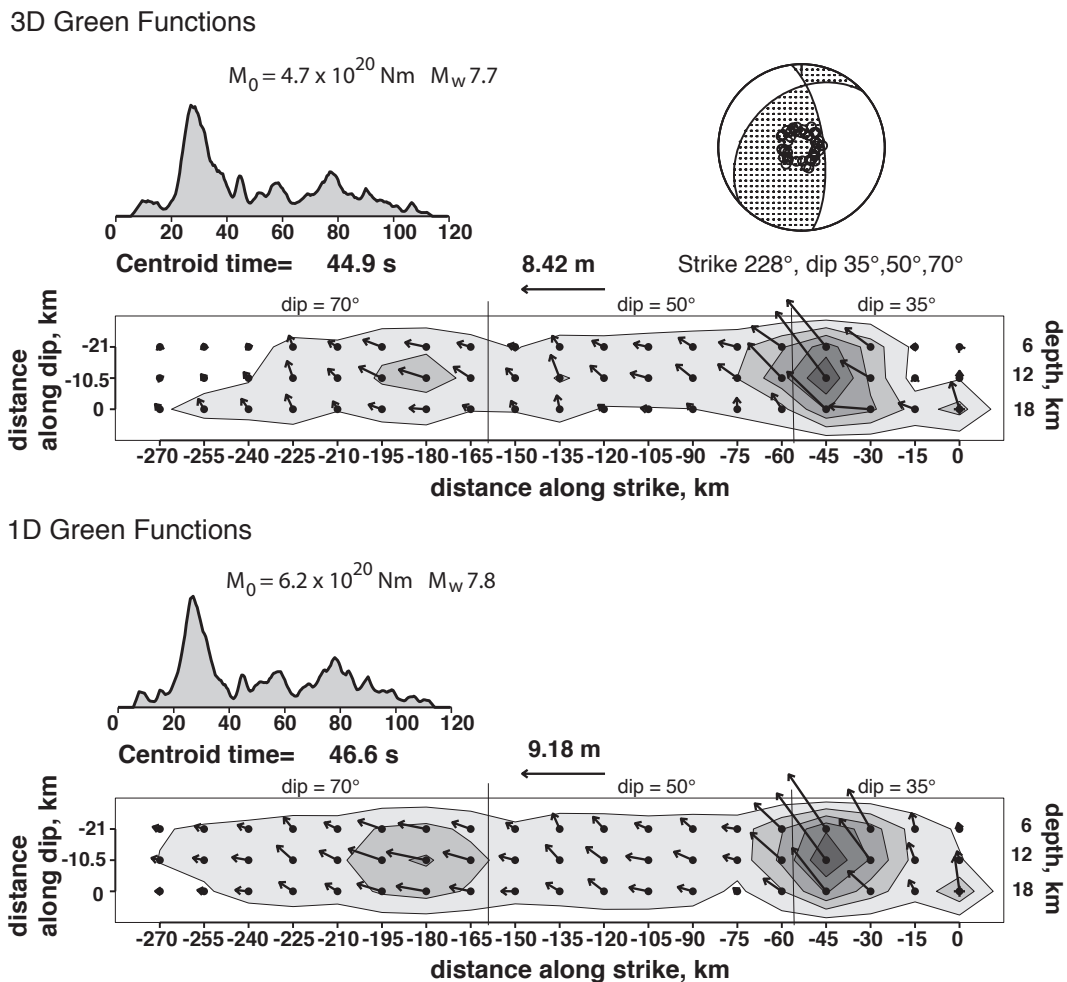 3D Green Functions
M0 = 4.7 x 10^20 Nm Mw 7.7
0 20 40 60 80 100 120
Centroid time= 44.9 s
8.42 m
Strike 228°, dip 35°,50°,70°
dip = 70° dip = 50° dip = 35°
distance along dip, km
-21
-10.5
0
6
12
18
depth, km
-270 -255 -240 -225 -210 -195 -180 -165 -150 -135 -120 -105 -90 -75 -60 -45 -30 -15 0
distance along strike, km
1D Green Functions
M0 = 6.2 x 10^20 Nm Mw 7.8
0 20 40 60 80 100 120
Centroid time= 46.6 s
9.18 m
dip = 70° dip = 50° dip = 35°
distance along dip, km
-21
-10.5
0
6
12
18
depth, km
-270 -255 -240 -225 -210 -195 -180 -165 -150 -135 -120 -105 -90 -75 -60 -45 -30 -15 0
distance along strike, km